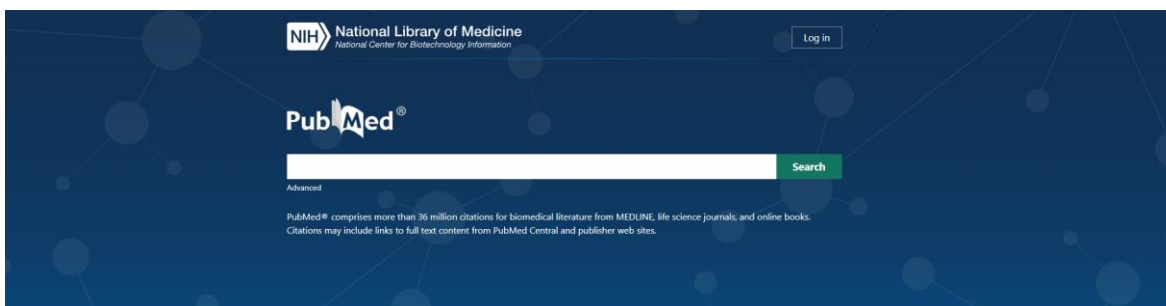 NIH National Library of Medicine
National Center for Biotechnology Information
Log in
PubMed®
Search
Advanced
PubMed® comprises more than 36 million citations for biomedical literature from MEDLINE, life science journals, and online books.
Citations may include links to full text content from PubMed Central and publisher web sites.